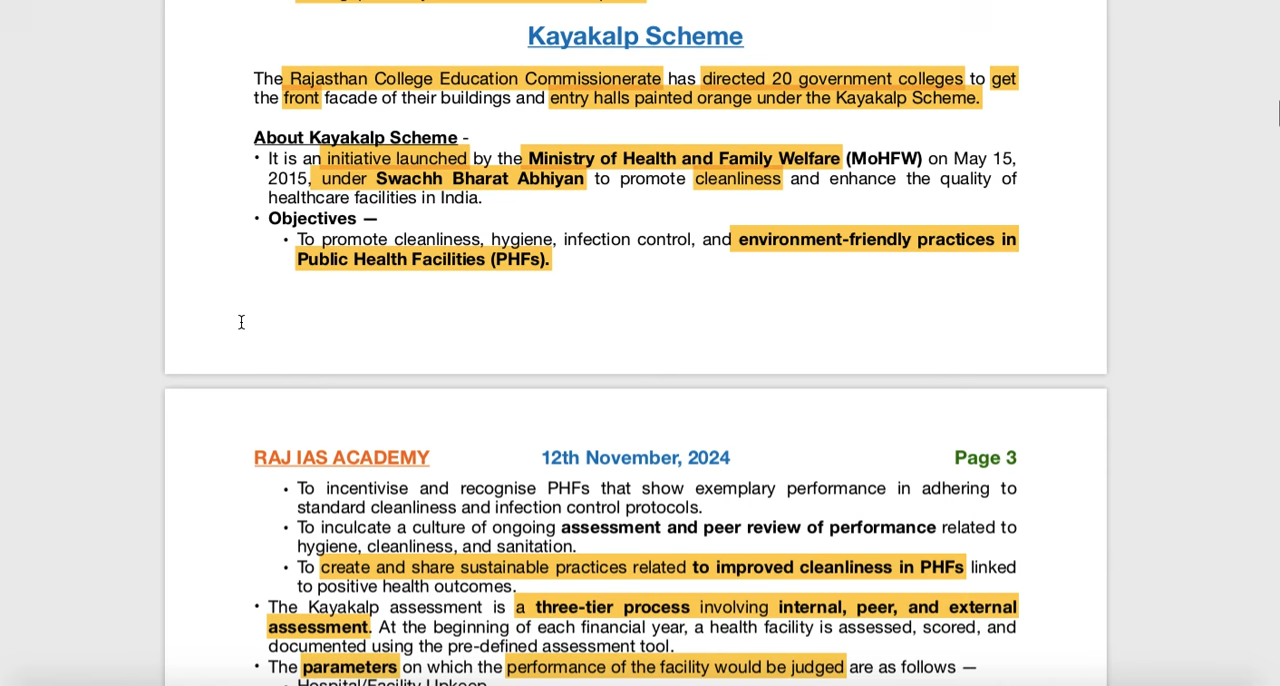 Kayakalp Scheme
The Rajasthan College Education Commissionerate has directed 20 government colleges to get
the front facade of their buildings and entry halls painted orange under the Kayakalp Scheme.
About Kayakalp Scheme -
• It is an initiative launched by the Ministry of Health and Family Welfare (MoHFW) on May 15,
2015, under Swachh Bharat Abhiyan to promote cleanliness and enhance the quality of
healthcare facilities in India.
• Objectives —
• To promote cleanliness, hygiene, infection control, and environment-friendly practices in
Public Health Facilities (PHFs).
RAJ IAS ACADEMY 12th November, 2024 Page 3
• To incentivise and recognise PHFs that show exemplary performance in adhering to
standard cleanliness and infection control protocols.
• To inculcate a culture of ongoing assessment and peer review of performance related to
hygiene, cleanliness, and sanitation.
• To create and share sustainable practices related to improved cleanliness in PHFs linked
to positive health outcomes.
• The Kayakalp assessment is a three-tier process involving internal, peer, and external
assessment. At the beginning of each financial year, a health facility is assessed, scored, and
documented using the pre-defined assessment tool.
• The parameters on which the performance of the facility would be judged are as follows —
• Hospital/Facility Upkeep